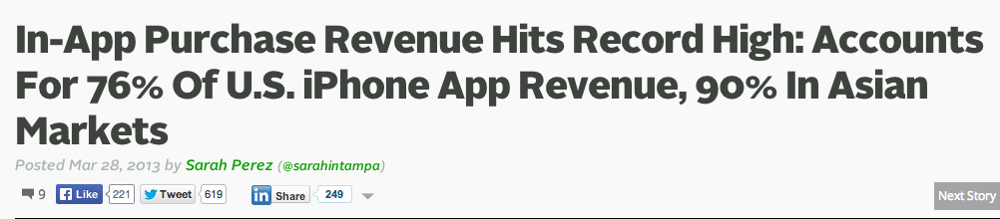 In-App Purchase Revenue Hits Record High: Accounts
For 76% Of U.S. iPhone App Revenue, 90% In Asian
Markets
Posted Mar 28, 2013 by Sarah Perez (@sarahintampa)
9 Like 221 Tweet 619 in Share 249 Next Story